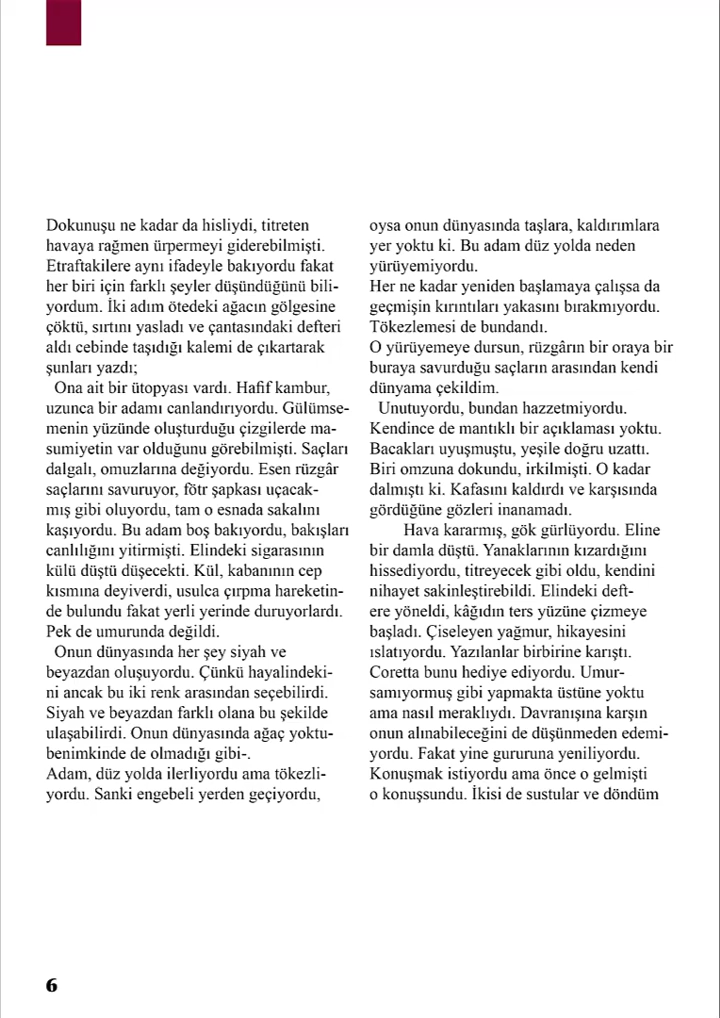 Dokunuşu ne kadar da hisliydi, titreten
havaya rağmen ürpermeyi giderebilmişti.
Etraftakilere aynı ifadeyle bakıyordu fakat
her biri için farklı şeyler düşündüğünü bili-
yordum. İki adım ötedeki ağacın gölgesine
çöktü, sırtını yasladı ve çantasındaki defteri
aldı cebinde taşıdığı kalemi de çıkartarak
şunları yazdı;
Ona ait bir ütopyası vardı. Hafif kambur,
uzunca bir adamı canlandırıyordu. Gülümse-
menin yüzünde oluşturduğu çizgilerde ma-
sumiyetin var olduğunu görebilmişti. Saçları
dalgalı, omuzlarına değiyordu. Esen rüzgâr
saçlarını savuruyor, fötr şapkası uçacak-
mış gibi oluyordu, tam o esnada sakalını
kaşıyordu. Bu adam boş bakıyordu, bakışları
canlılığını yitirmişti. Elindeki sigarasının
külü düştü düşecekti. Kül, kabanının cep
kısmına deyiverdi, usulca çırpma hareketin-
de bulundu fakat yerli yerinde duruyorlardı.
Pek de umurunda değildi.
Onun dünyasında her şey siyah ve
beyazdan oluşuyordu. Çünkü hayalindeki-
ni ancak bu iki renk arasından seçebilirdi.
Siyah ve beyazdan farklı olana bu şekilde
ulaşabilirdi. Onun dünyasında ağaç yoktu-
benimkinde de olmadığı gibi-.
Adam, düz yolda ilerliyordu ama tökezli-
yordu. Sanki engebeli yerden geçiyordu,
oysa onun dünyasında taşlara, kaldırımlara
yer yoktu ki. Bu adam düz yolda neden
yürüyemiyordu.
Her ne kadar yeniden başlamaya çalışsa da
geçmişin kırıntıları yakasını bırakmıyordu.
Tökezlemesi de bundandı.
O yürüyemeye dursun, rüzgârın bir oraya bir
buraya savurduğu saçların arasından kendi
dünyama çekildim.
Unutuyordu, bundan hazzetmiyordu.
Kendince de mantıklı bir açıklaması yoktu.
Bacakları uyuşmuştu, yeşile doğru uzattı.
Biri omzuna dokundu, irkilmişti. O kadar
dalmıştı ki. Kafasını kaldırdı ve karşısında
gördüğüne gözleri inanamadı.
Hava kararmış, gök gürlüyordu. Eline
bir damla düştü. Yanaklarının kızardığını
hissediyordu, titreyecek gibi oldu, kendini
nihayet sakinleştirebildi. Elindeki deft-
ere yöneldi, kâğıdın ters yüzüne çizmeye
başladı. Çiseleyen yağmur, hikayesini
ıslatıyordu. Yazılanlar birbirine karıştı.
Coretta bunu hediye ediyordu. Umur-
samıyormuş gibi yapmakta üstüne yoktu
ama nasıl meraklıydı. Davranışına karşın
onun alınabileceğini de düşünmeden edemi-
yordu. Fakat yine gururuna yeniliyordu.
Konuşmak istiyordu ama önce o gelmişti
o konuşsundu. İkisi de sustular ve döndüm
6